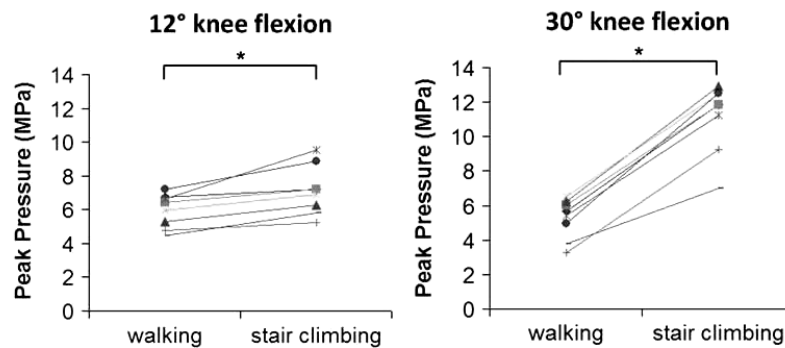 12° knee flexion
*
Peak Pressure (MPa)
14
12
10
8
6
4
2
0
walking
stair climbing
30° knee flexion
*
Peak Pressure (MPa)
14
12
10
8
6
4
2
0
walking
stair climbing